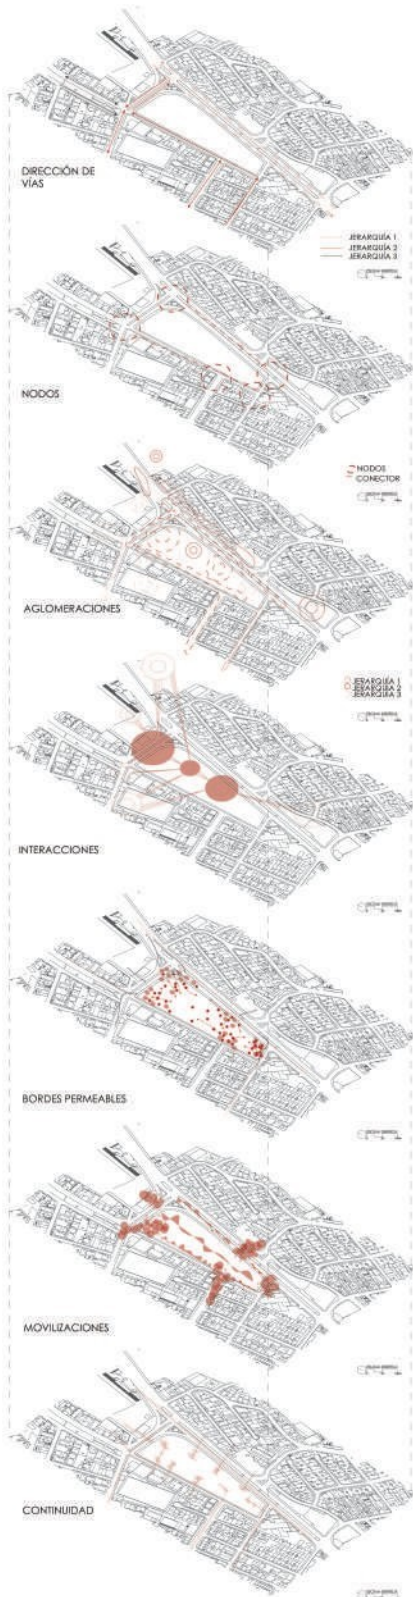 DIRECCIÓN DE
VÍAS
JERARQUÍA 1
JERARQUÍA 2
JERARQUÍA 3
NODOS
NODOS
CONECTOR
AGLOMERACIONES
JERARQUÍA 1
JERARQUÍA 2
JERARQUÍA 3
INTERACCIONES
BORDES PERMEABLES
MOVILIZACIONES
CONTINUIDAD